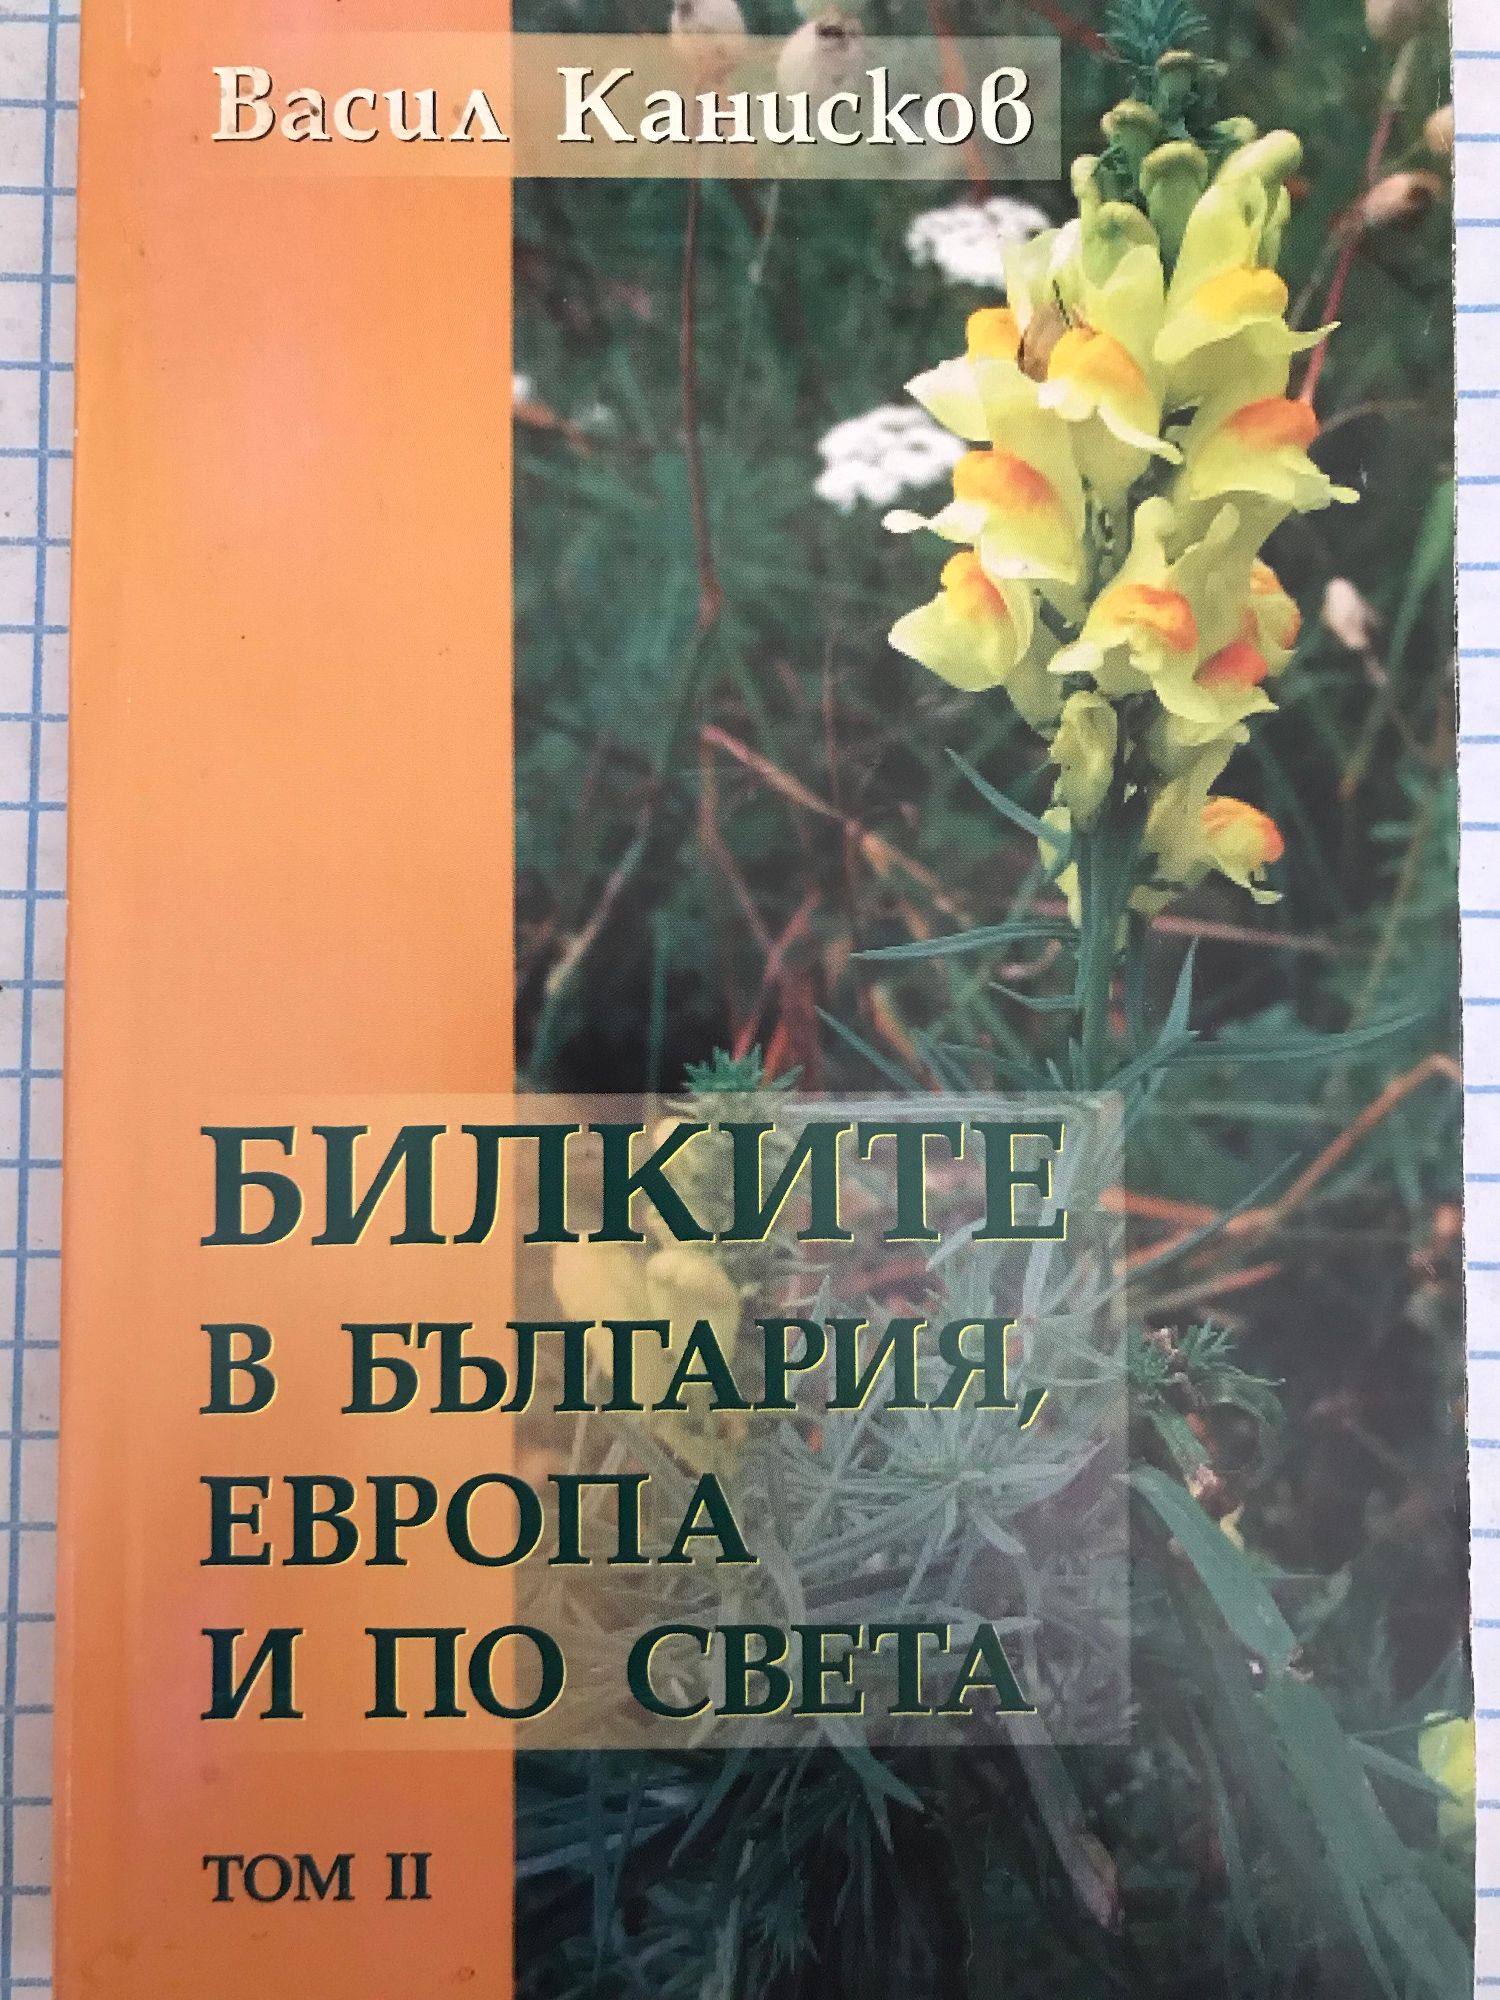 Васил Канисков
БИЛКИТЕ
В БЪЛГАРИЯ,
ЕВРОПА
И ПО СВЕТА
ТОМ II